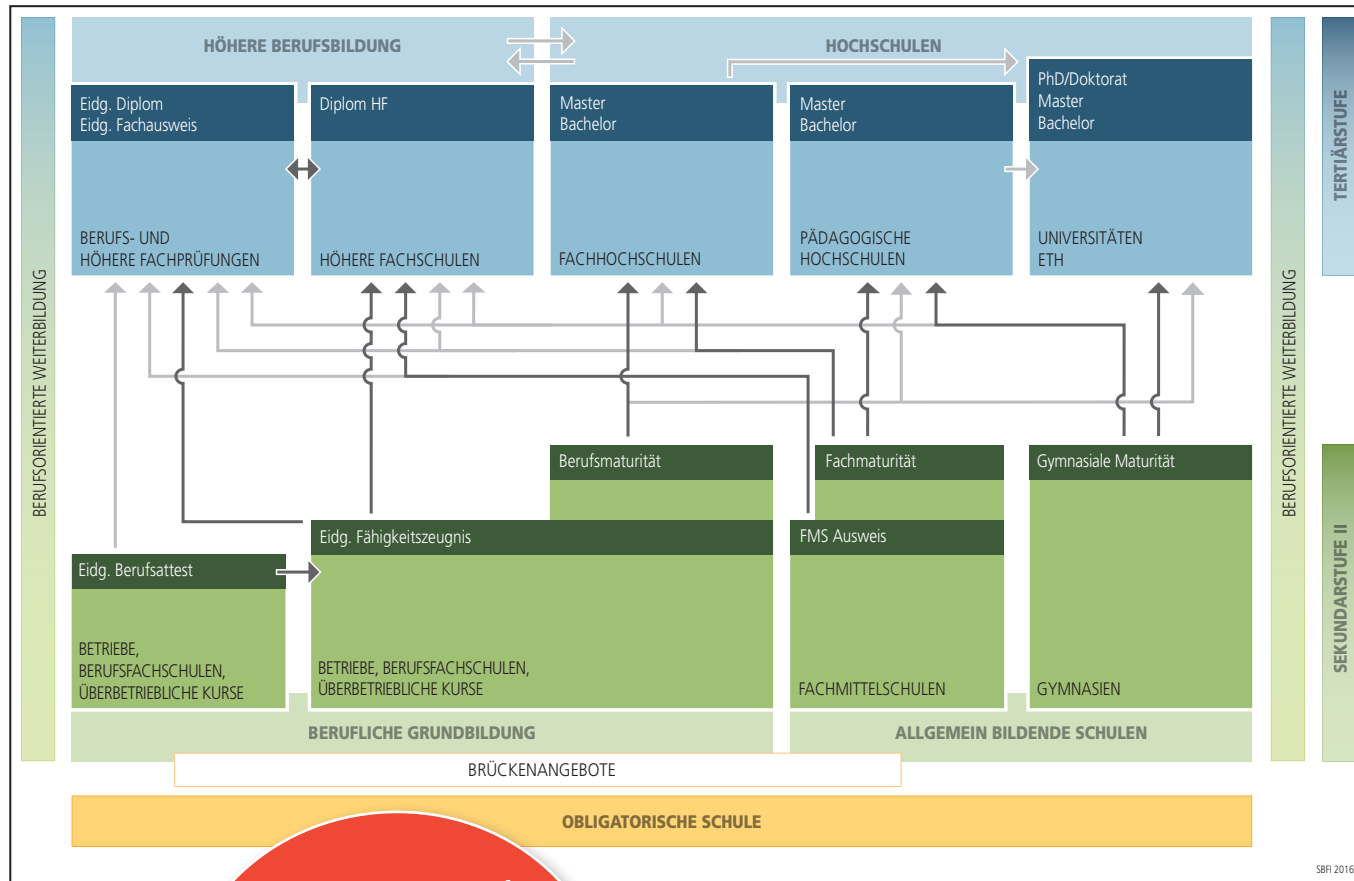 HÖHERE BERUFSBILDUNG
HOCHSCHULEN
Eidg. Diplom
Eidg. Fachausweis
Diplom HF
Master
Bachelor
Master
Bachelor
PhD/Doktorat
Master
Bachelor
BERUFS- UND
HÖHERE FACHPRÜFUNGEN
HÖHERE FACHSCHULEN
FACHHOCHSCHULEN
PÄDAGOGISCHE
HOCHSCHULEN
UNIVERSITÄTEN
ETH
TERTIÄRSTUFE
BERUFSORIENTIERTE WEITERBILDUNG
BERUFSORIENTIERTE WEITERBILDUNG
Berufsmaturität
Fachmaturität
Gymnasiale Maturität
Eidg. Fähigkeitszeugnis
FMS Ausweis
Eidg. Berufsattest
SEKUNDARSTUFE II
BETRIEBE,
BERUFSFACHSCHULEN,
ÜBERBETRIEBLICHE KURSE
BETRIEBE, BERUFSFACHSCHULEN,
ÜBERBETRIEBLICHE KURSE
FACHMITTELSCHULEN
GYMNASIEN
BERUFLICHE GRUNDBILDUNG
ALLGEMEIN BILDENDE SCHULEN
BRÜCKENANGEBOTE
OBLIGATORISCHE SCHULE
SBFI 2016